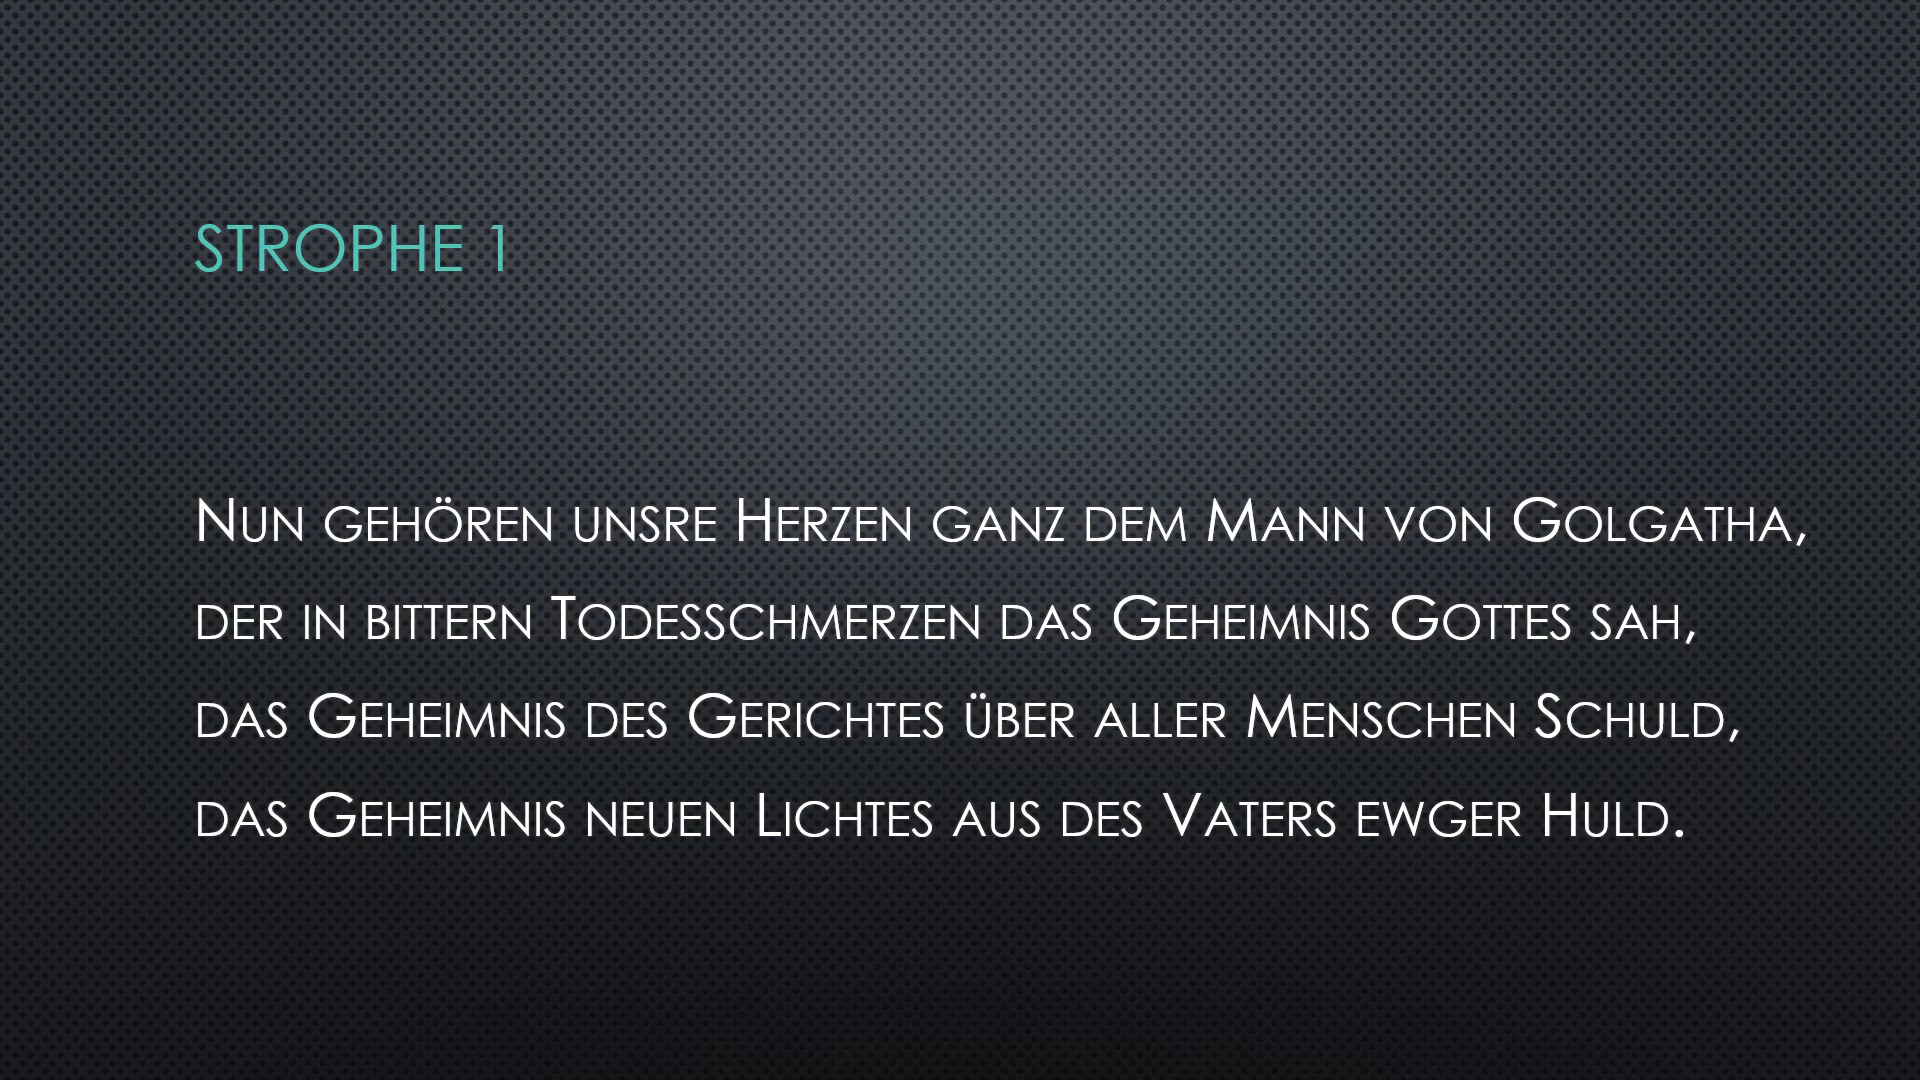 STROPHE 1
Nun gehören unsre Herzen ganz dem Mann von Golgatha,
der in bittern Todesschmerzen das Geheimnis Gottes sah,
das Geheimnis des Gerichtes über aller Menschen Schuld,
das Geheimnis neuen Lichtes aus des Vaters ewger Huld.